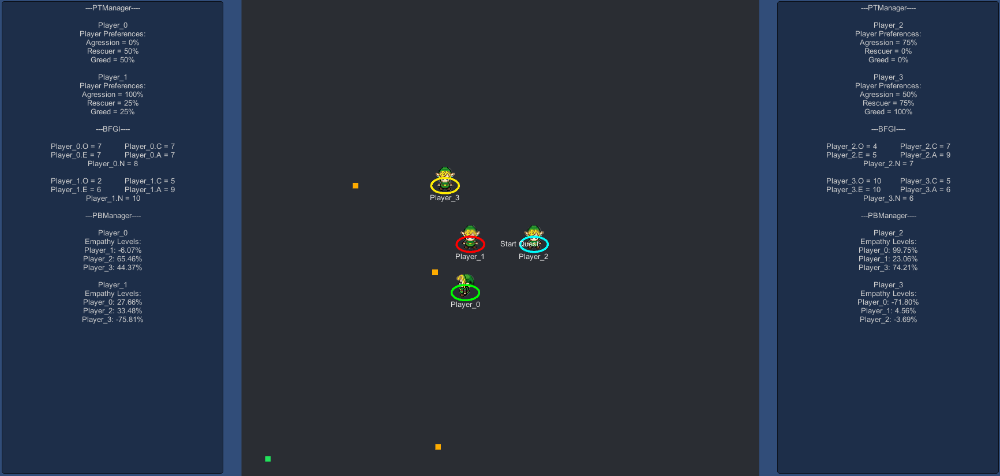 ---PTManager----
Player_0
Player Preferences:
Agression = 0%
Rescuer = 50%
Greed = 50%
Player_1
Player Preferences:
Agression = 100%
Rescuer = 25%
Greed = 25%
---BFGI----
Player_0.O = 7 Player_0.C = 7
Player_0.E = 7 Player_0.A = 7
Player_0.N = 8
Player_1.O = 2 Player_1.C = 5
Player_1.E = 6 Player_1.A = 9
Player_1.N = 10
---PBManager----
Player_0
Empathy Levels:
Player_1: -6.07%
Player_2: 65.46%
Player_3: 44.37%
Player_1
Empathy Levels:
Player_0: 27.66%
Player_2: 33.48%
Player_3: -75.81%
Player_3
Start Quest
Player_1
Player_2
Player_0
---PTManager----
Player_2
Player Preferences:
Agression = 75%
Rescuer = 0%
Greed = 0%
Player_3
Player Preferences:
Agression = 50%
Rescuer = 75%
Greed = 100%
---BFGI----
Player_2.O = 4 Player_2.C = 7
Player_2.E = 5 Player_2.A = 9
Player_2.N = 7
Player_3.O = 10 Player_3.C = 5
Player_3.E = 10 Player_3.A = 6
Player_3.N = 6
---PBManager----
Player_2
Empathy Levels:
Player_0: 99.75%
Player_1: 23.06%
Player_3: 74.21%
Player_3
Empathy Levels:
Player_0: -71.80%
Player_1: 4.56%
Player_2: -3.69%